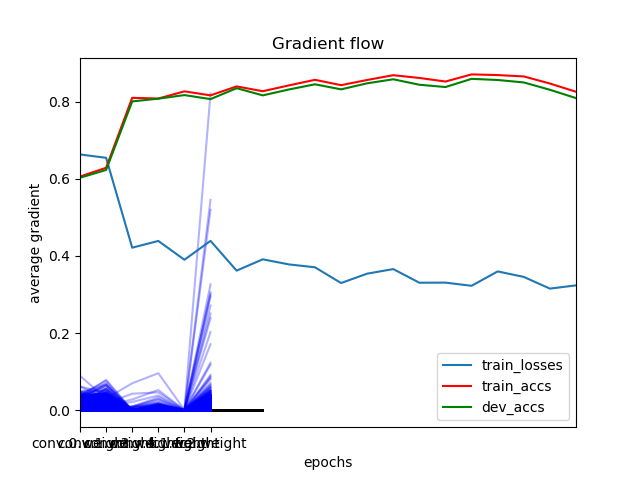 Gradient flow
average gradient
0.8
0.6
0.4
0.2
0.0
train_losses
train_accs
dev_accs
epochs